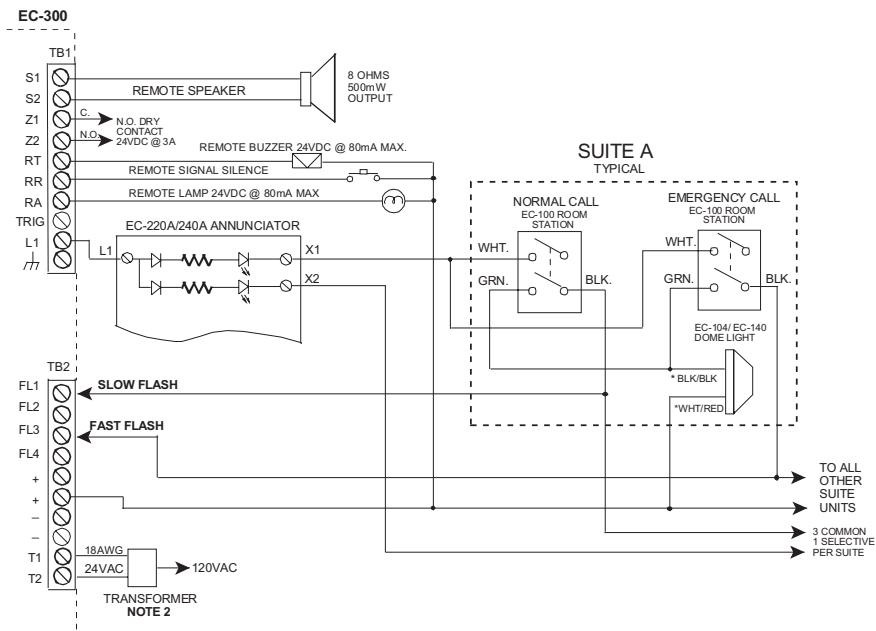 EC-300
TB1
S1
S2
REMOTE SPEAKER
8 OHMS
500mW
OUTPUT
Z1
C.
N.O. DRY
CONTACT
24VDC @ 3A
Z2
N.O.
RT
REMOTE BUZZER 24VDC @ 80mA MAX.
RR
REMOTE SIGNAL SILENCE
RA
REMOTE LAMP 24VDC @ 80mA MAX
TRIG
L1
EC-220A/240A ANNUNCIATOR
L1
X1
X2
SUITE A
TYPICAL
NORMAL CALL
EC-100 ROOM
STATION
WHT.
GRN.
BLK.
EMERGENCY CALL
EC-100 ROOM
STATION
WHT.
GRN.
BLK.
EC-104/ EC-140
DOME LIGHT
* BLK/BLK
*WHT/RED
TB2
FL1
SLOW FLASH
FL2
FL3
FAST FLASH
FL4
+
+
–
–
T1
18AWG
T2
24VAC
120VAC
TRANSFORMER
NOTE 2
TO ALL
OTHER
SUITE
UNITS
3 COMMON
1 SELECTIVE
PER SUITE